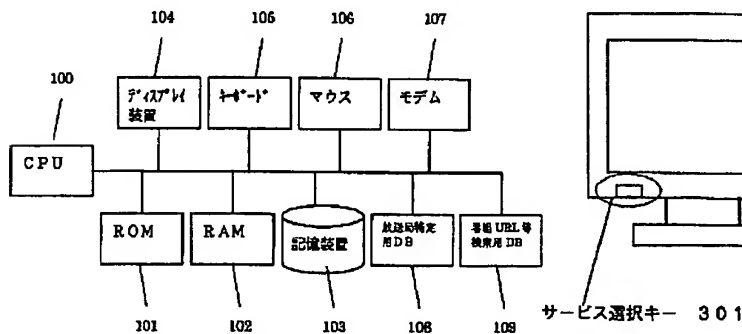 104
105
106
107
100
ディスプレイ
装置
キーボード
マウス
モデム
CPU
ROM
RAM
記憶装置
放送局特定
用DB
番組URL等
検索用DB
101
102
103
108
109
サービス選択キー 301